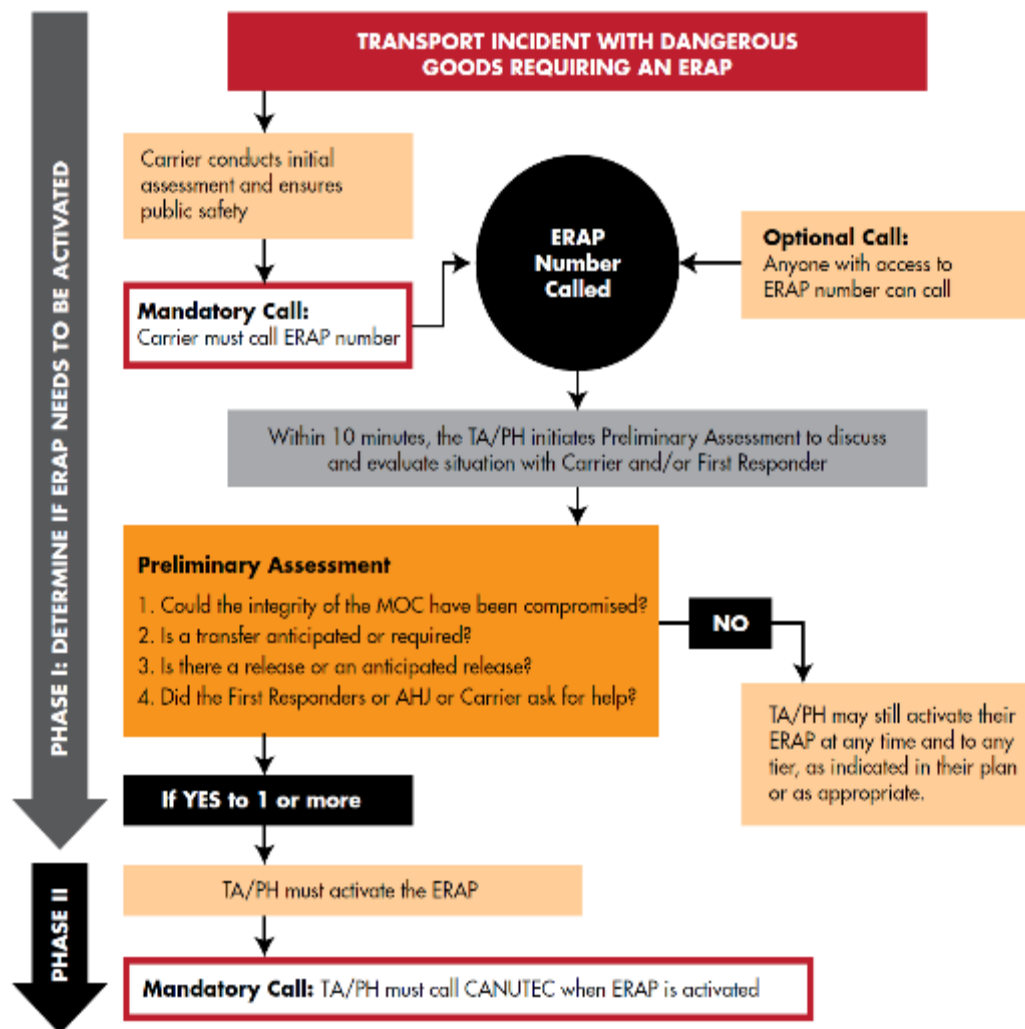 TRANSPORT INCIDENT WITH DANGEROUS
GOODS REQUIRING AN ERAP
PHASE I: DETERMINE IF ERAP NEEDS TO BE ACTIVATED
Carrier conducts initial
assessment and ensures
public safety
Mandatory Call:
Carrier must call ERAP number
ERAP
Number
Called
Optional Call:
Anyone with access to
ERAP number can call
Within 10 minutes, the TA/PH initiates Preliminary Assessment to discuss
and evaluate situation with Carrier and/or First Responder
Preliminary Assessment
1. Could the integrity of the MOC have been compromised?
2. Is a transfer anticipated or required?
3. Is there a release or an anticipated release?
4. Did the First Responders or AHJ or Carrier ask for help?
NO
TA/PH may still activate their
ERAP at any time and to any
tier, as indicated in their plan
or as appropriate.
If YES to 1 or more
PHASE II
TA/PH must activate the ERAP
Mandatory Call: TA/PH must call CANUTEC when ERAP is activated